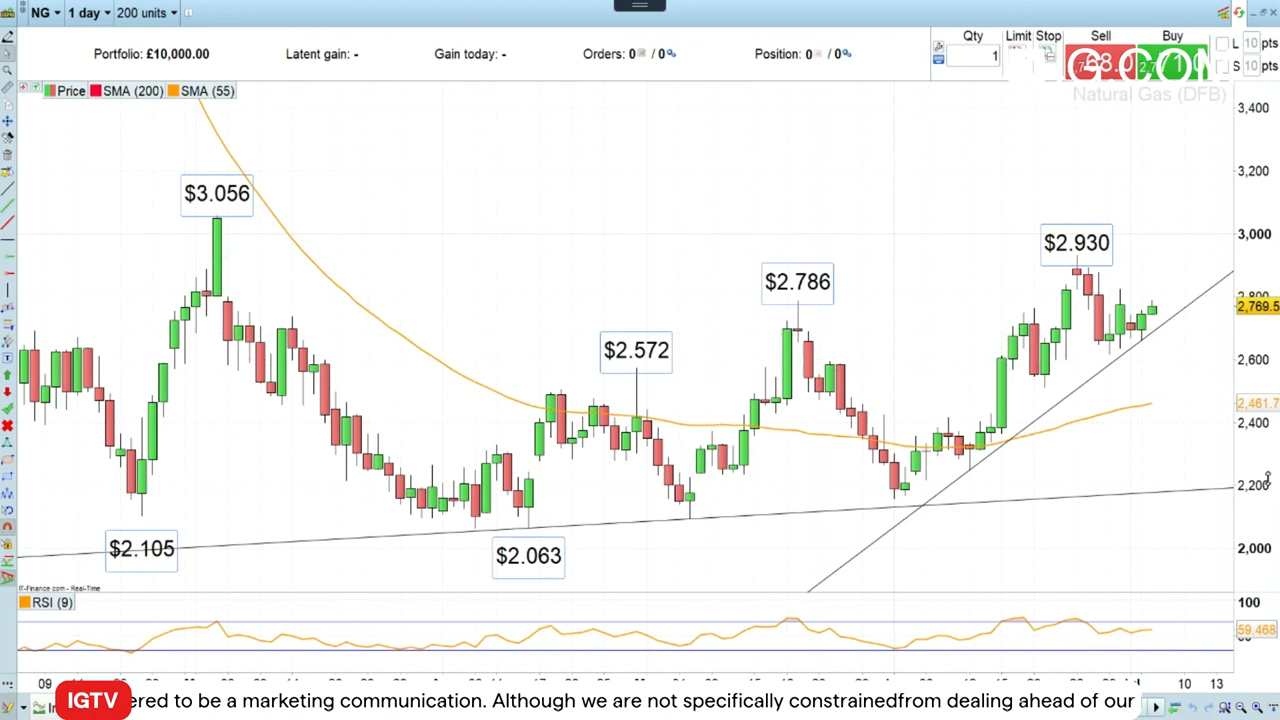 NG 1 day 200 units
Portfolio: £10,000.00 Latent gain: - Gain today: - Orders: 0 / 0 Position: 0 / 0
Qty Limit Stop Sell Buy
1
L 10 pts
S 10 pts
Natural Gas (DFB)
Price SMA (200) SMA (55)
3,400
3,200
$3.056
3,000
$2.930
$2.786
2,769.5
$2.572
2,600
2,461.7
2,400
2,200
2,000
$2.105
$2.063
IT-Finance.com - Real-Time
RSI (9)
100
59.468
09
10 13
IGTV
ered to be a marketing communication. Although we are not specifically constrainedfrom dealing ahead of our